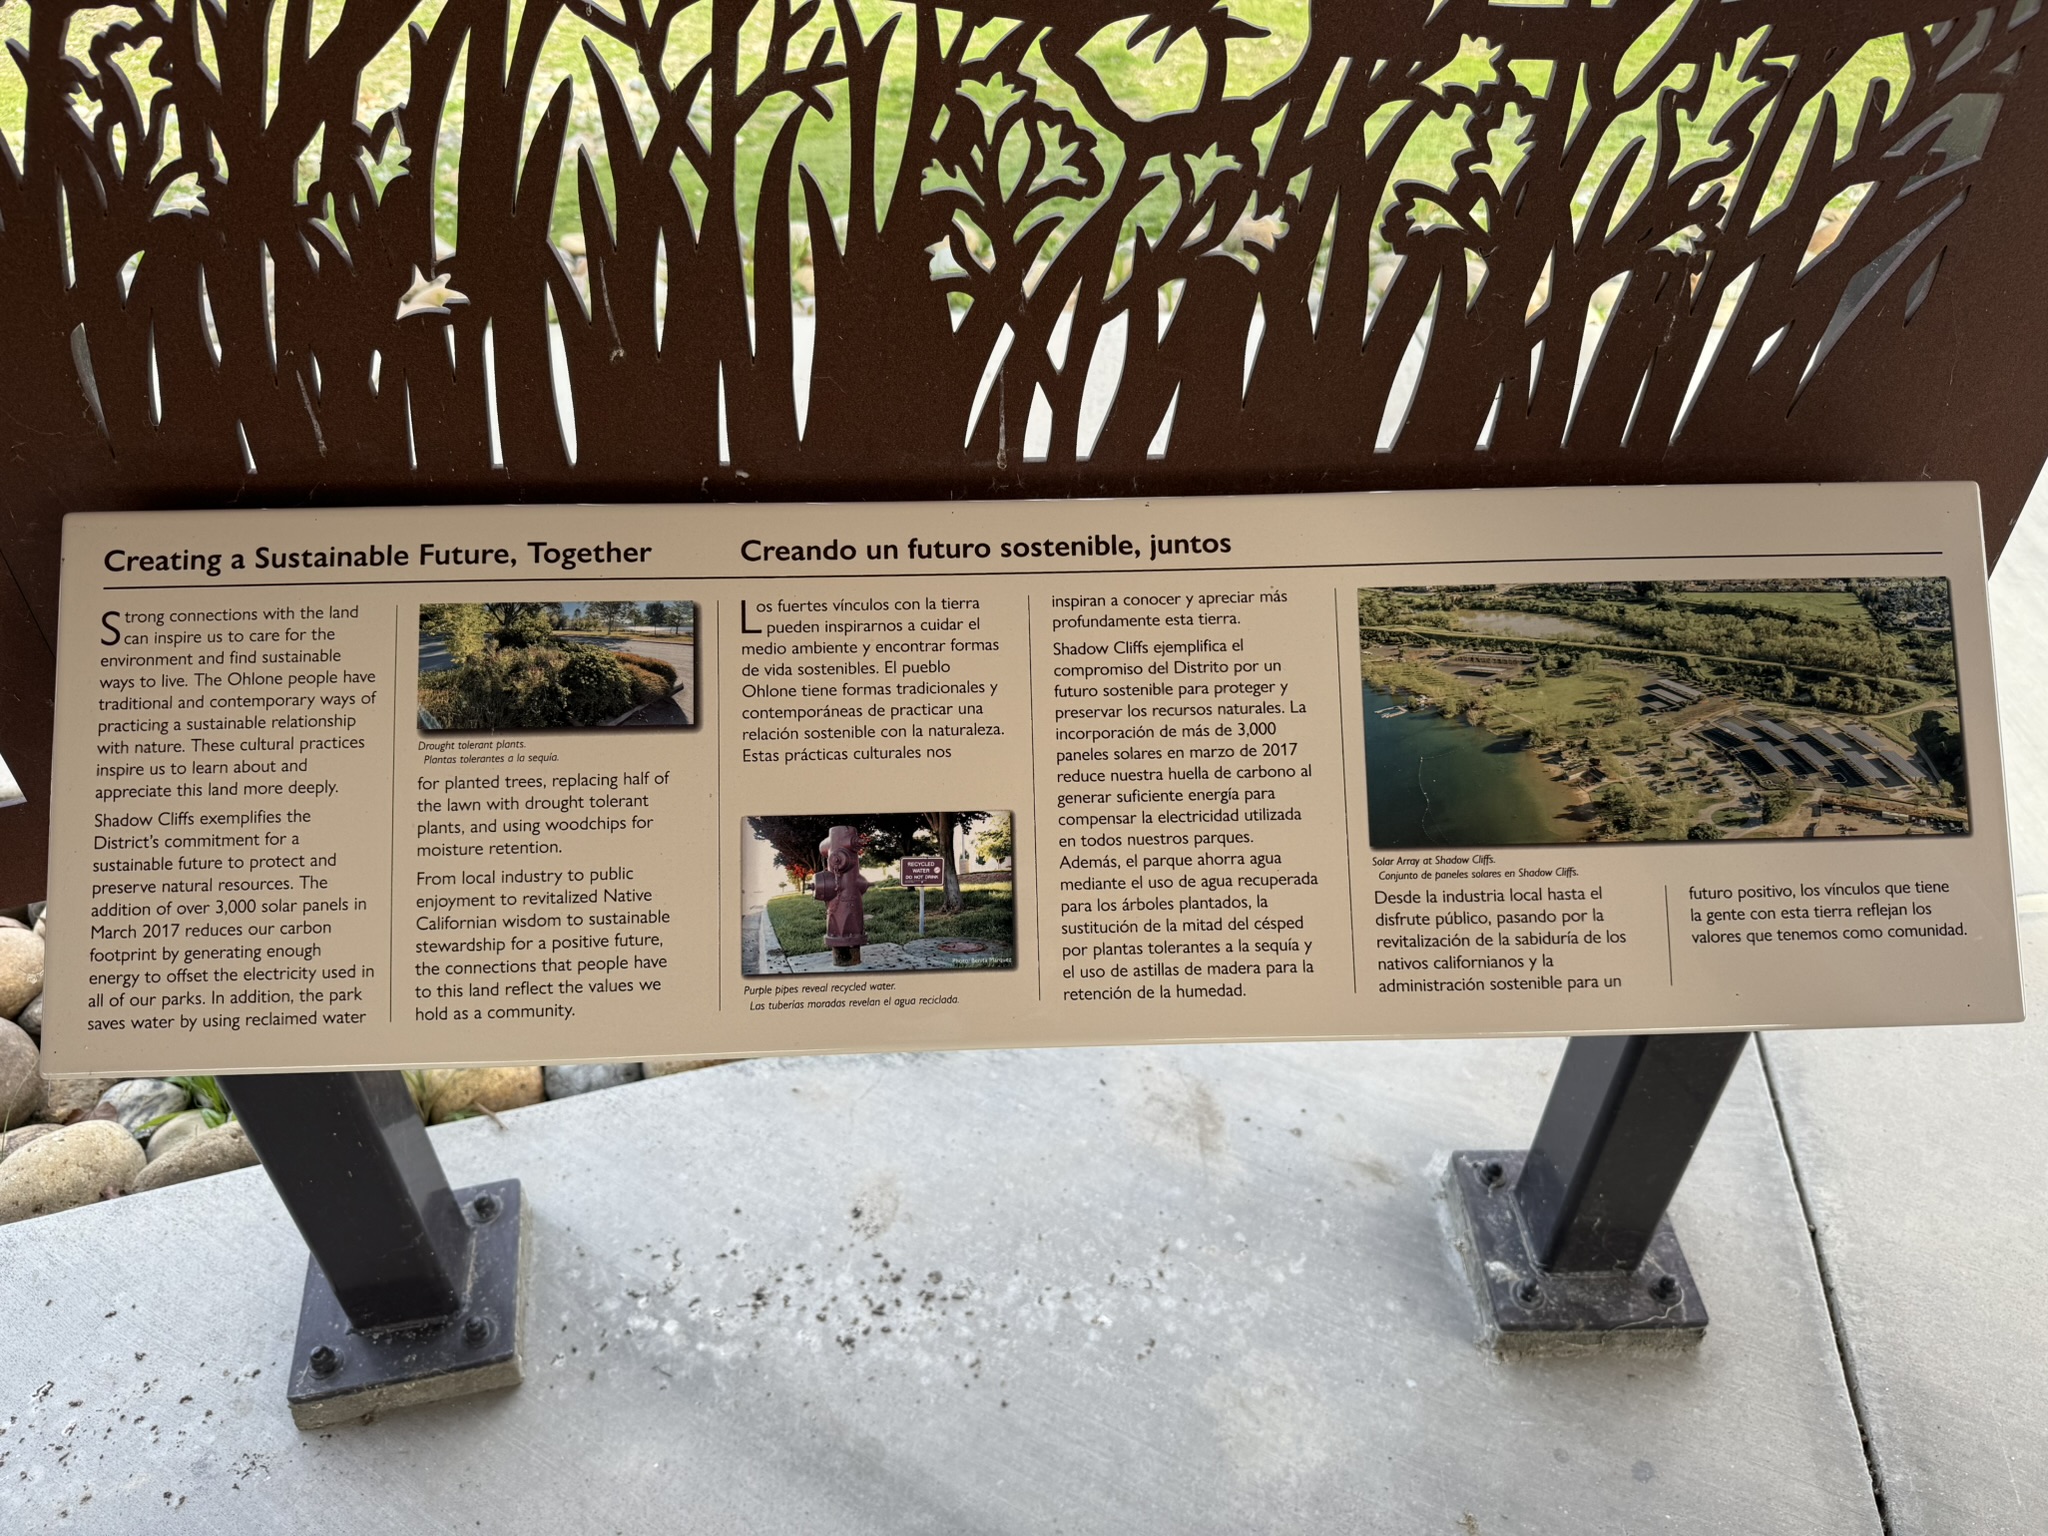 Creating a Sustainable Future, Together
Strong connections with the land
can inspire us to care for the
environment and find sustainable
ways to live. The Ohlone people have
traditional and contemporary ways of
practicing a sustainable relationship
with nature. These cultural practices
inspire us to learn about and
appreciate this land more deeply.
Shadow Cliffs exemplifies the
District's commitment for a
sustainable future to protect and
preserve natural resources. The
addition of over 3,000 solar panels in
March 2017 reduces our carbon
footprint by generating enough
energy to offset the electricity used in
all of our parks. In addition, the park
saves water by using reclaimed water
Drought tolerant plants.
Plantas tolerantes a la sequía.
for planted trees, replacing half of
the lawn with drought tolerant
plants, and using woodchips for
moisture retention.
From local industry to public
enjoyment to revitalized Native
Californian wisdom to sustainable
stewardship for a positive future,
the connections that people have
to this land reflect the values we
hold as a community.
Creando un futuro sostenible, juntos
Los fuertes vínculos con la tierra
pueden inspirarnos a cuidar el
medio ambiente y encontrar formas
de vida sostenibles. El pueblo
Ohlone tiene formas tradicionales y
contemporáneas de practicar una
relación sostenible con la naturaleza.
Estas prácticas culturales nos
RECYCLED
WATER
DO NOT DRINK
Photo: Benita Marquez
Purple pipes reveal recycled water.
Las tuberías moradas revelan el agua reciclada.
inspiran a conocer y apreciar más
profundamente esta tierra.
Shadow Cliffs ejemplifica el
compromiso del Distrito por un
futuro sostenible para proteger y
preservar los recursos naturales. La
incorporación de más de 3,000
paneles solares en marzo de 2017
reduce nuestra huella de carbono al
generar suficiente energía para
compensar la electricidad utilizada
en todos nuestros parques.
Además, el parque ahorra agua
mediante el uso de agua recuperada
para los árboles plantados, la
sustitución de la mitad del césped
por plantas tolerantes a la sequía y
el uso de astillas de madera para la
retención de la humedad.
Solar Array at Shadow Cliffs.
Conjunto de paneles solares en Shadow Cliffs.
Desde la industria local hasta el
disfrute público, pasando por la
revitalización de la sabiduría de los
nativos californianos y la
administración sostenible para un
futuro positivo, los vínculos que tiene
la gente con esta tierra reflejan los
valores que tenemos como comunidad.